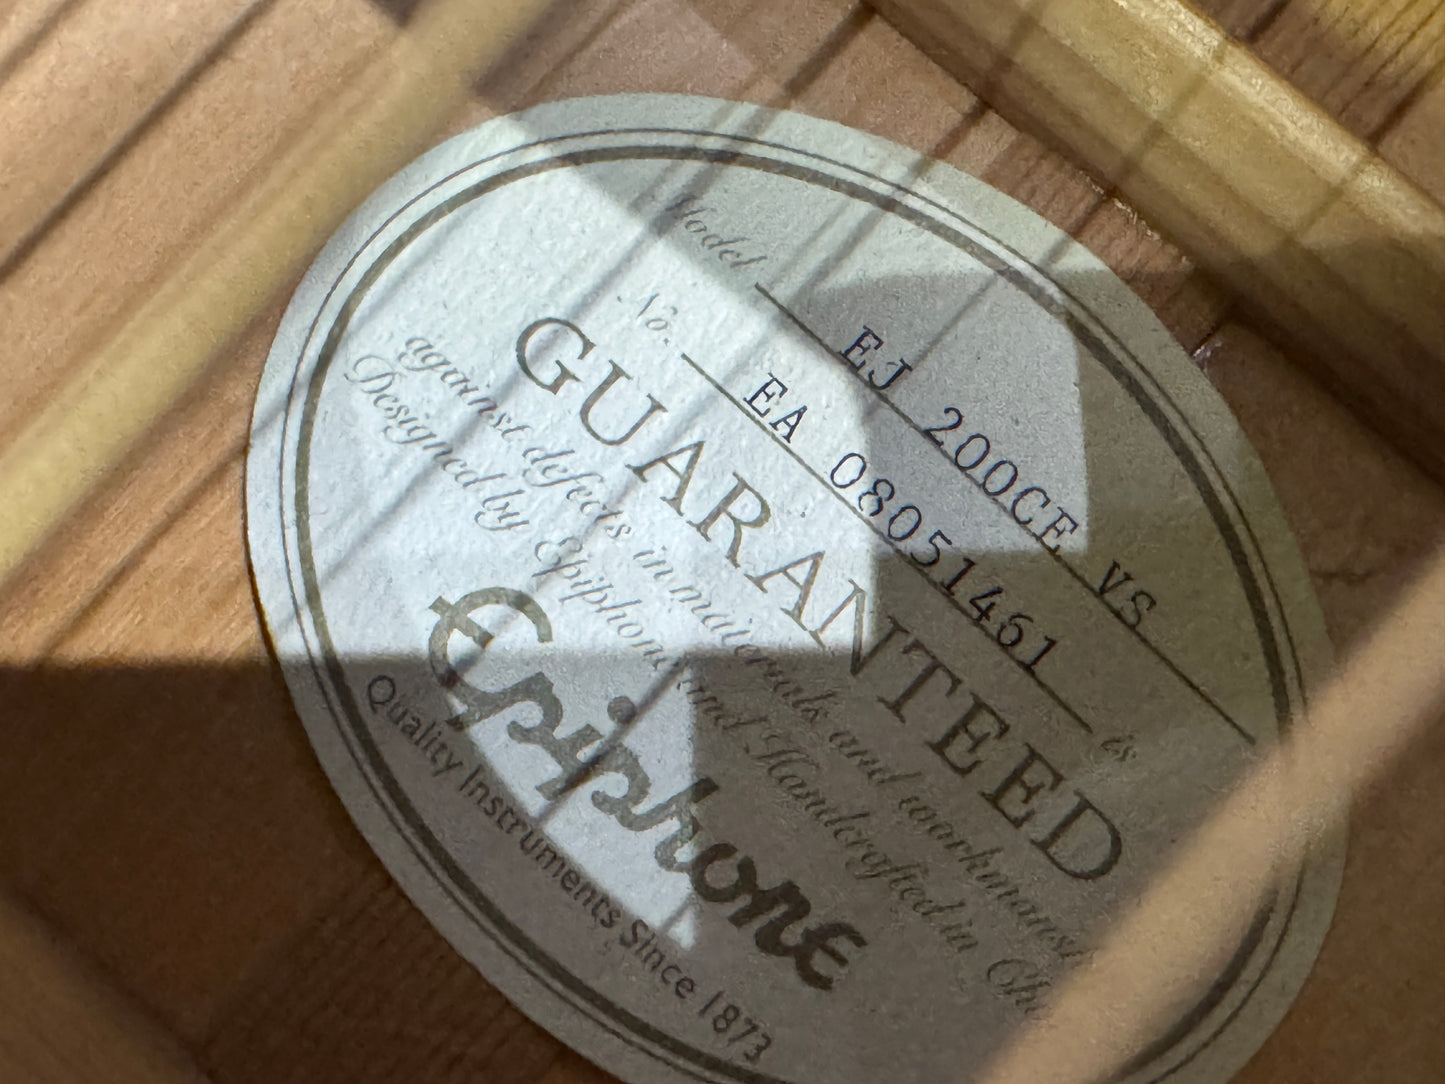 Model EJ 200CE VS
No. EA 08051461 is
GUARANTEED
against defects in materials and
Designed by Epiphone and Handcrafted in
Epiphone
Quality Instruments Since 1873